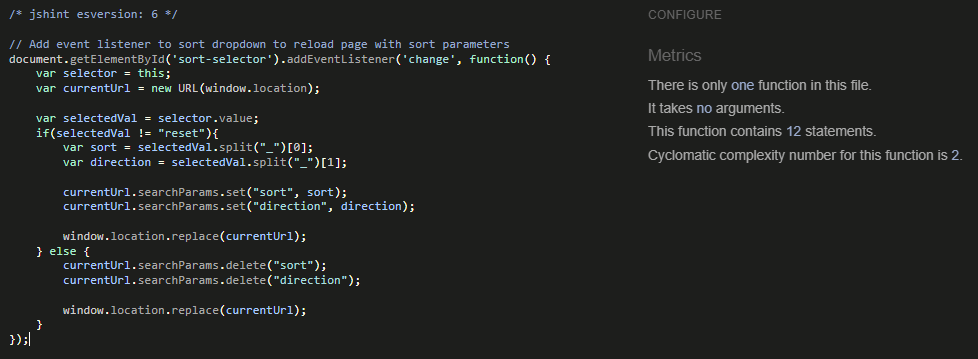 /* jshint esversion: 6 */
// Add event listener to sort dropdown to reload page with sort parameters
document.getElementById('sort-selector').addEventListener('change', function() {
    var selector = this;
    var currentUrl = new URL(window.location);
    var selectedVal = selector.value;
    if(selectedVal != "reset"){
        var sort = selectedVal.split("_")[0];
        var direction = selectedVal.split("_")[1];
        currentUrl.searchParams.set("sort", sort);
        currentUrl.searchParams.set("direction", direction);
        window.location.replace(currentUrl);
    } else {
        currentUrl.searchParams.delete("sort");
        currentUrl.searchParams.delete("direction");
        window.location.replace(currentUrl);
    }
});
CONFIGURE
Metrics
There is only one function in this file.
It takes no arguments.
This function contains 12 statements.
Cyclomatic complexity number for this function is 2.